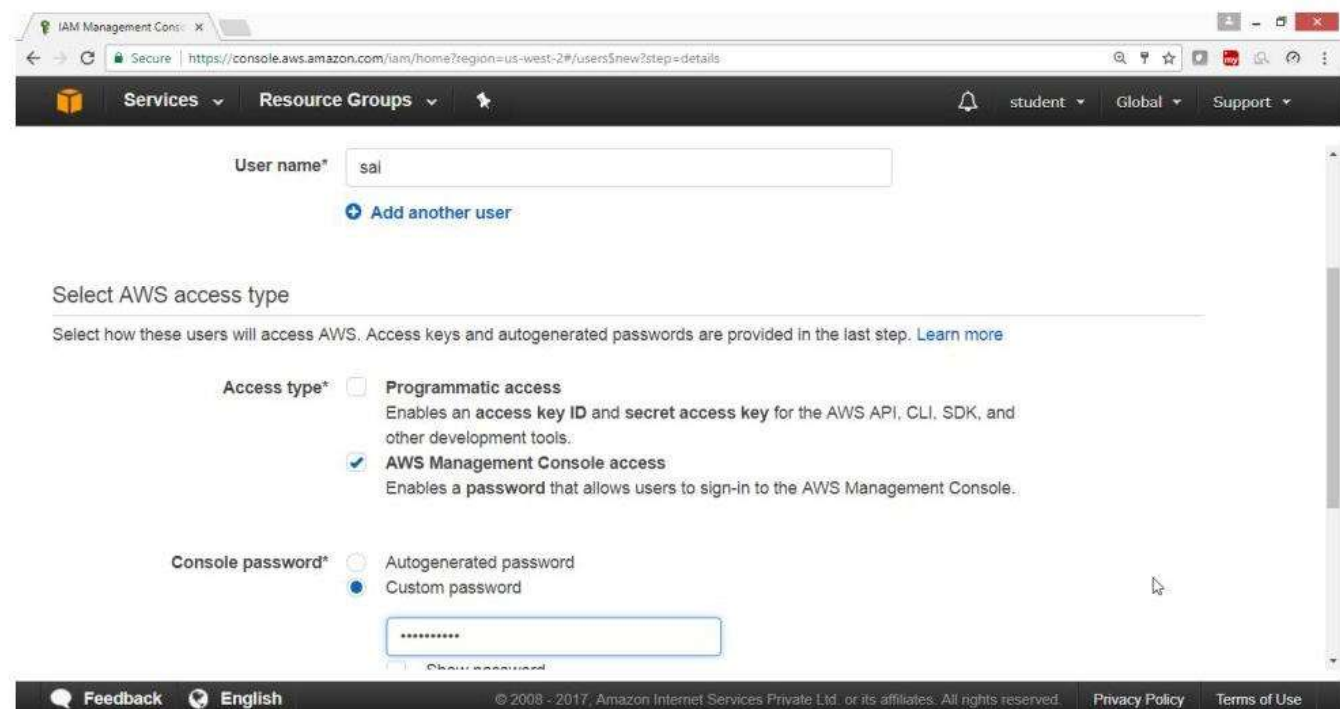 IAM Management Cons
Secure | https://console.aws.amazon.com/iam/home?region=us-west-2#/users$new?step=details
Services Resource Groups student Global Support
User name* sai
Add another user
Select AWS access type
Select how these users will access AWS. Access keys and autogenerated passwords are provided in the last step. Learn more
Access type* Programmatic access
Enables an access key ID and secret access key for the AWS API, CLI, SDK, and
other development tools.
AWS Management Console access
Enables a password that allows users to sign-in to the AWS Management Console.
Console password* Autogenerated password
Custom password
••••••••••
Show password
Feedback English © 2008 - 2017, Amazon Internet Services Private Ltd. or its affiliates. All rights reserved. Privacy Policy Terms of Use